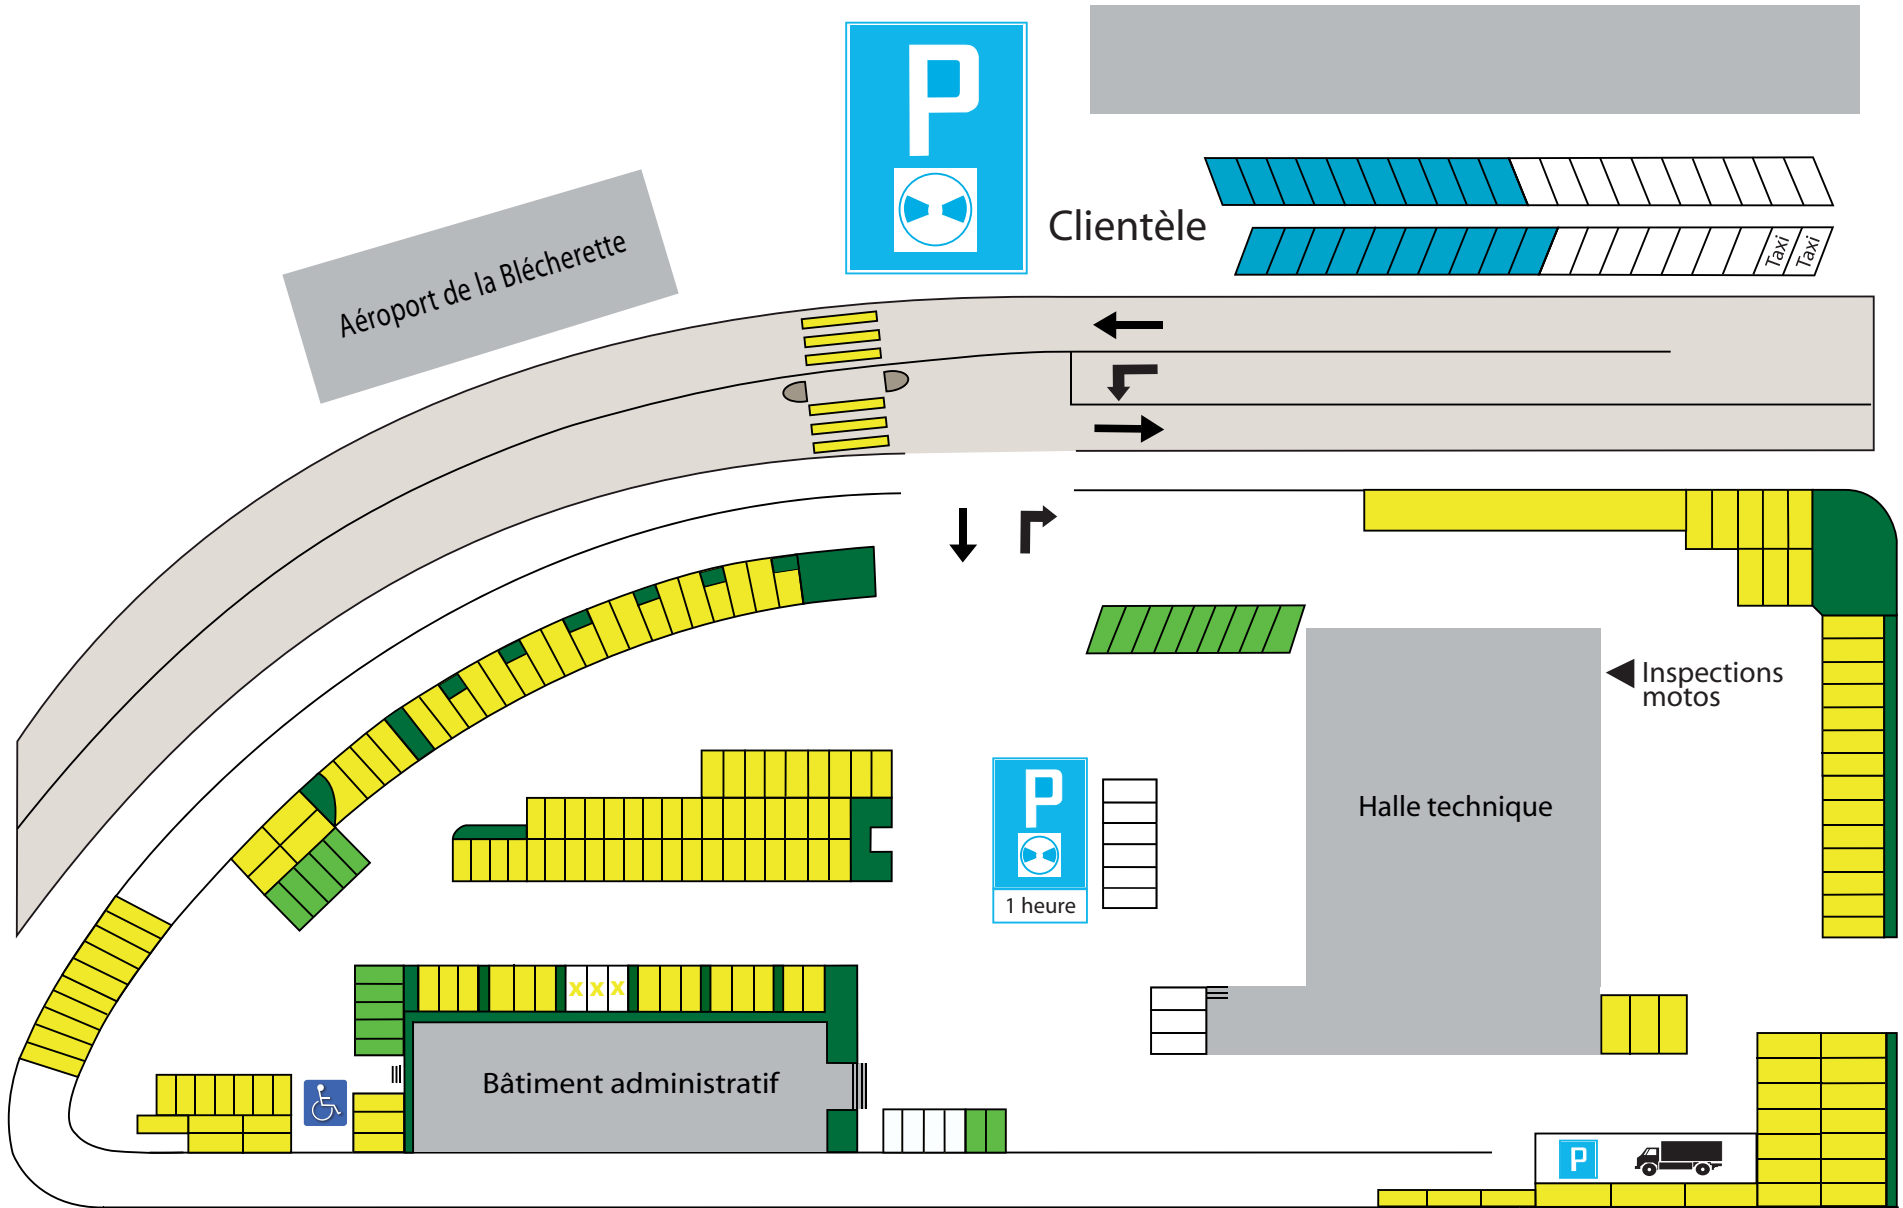 P
Clientèle
Taxi
Taxi
Aéroport de la Blécherette
Inspections
motos
P
1 heure
Halle technique
x x x
Bâtiment administratif
P